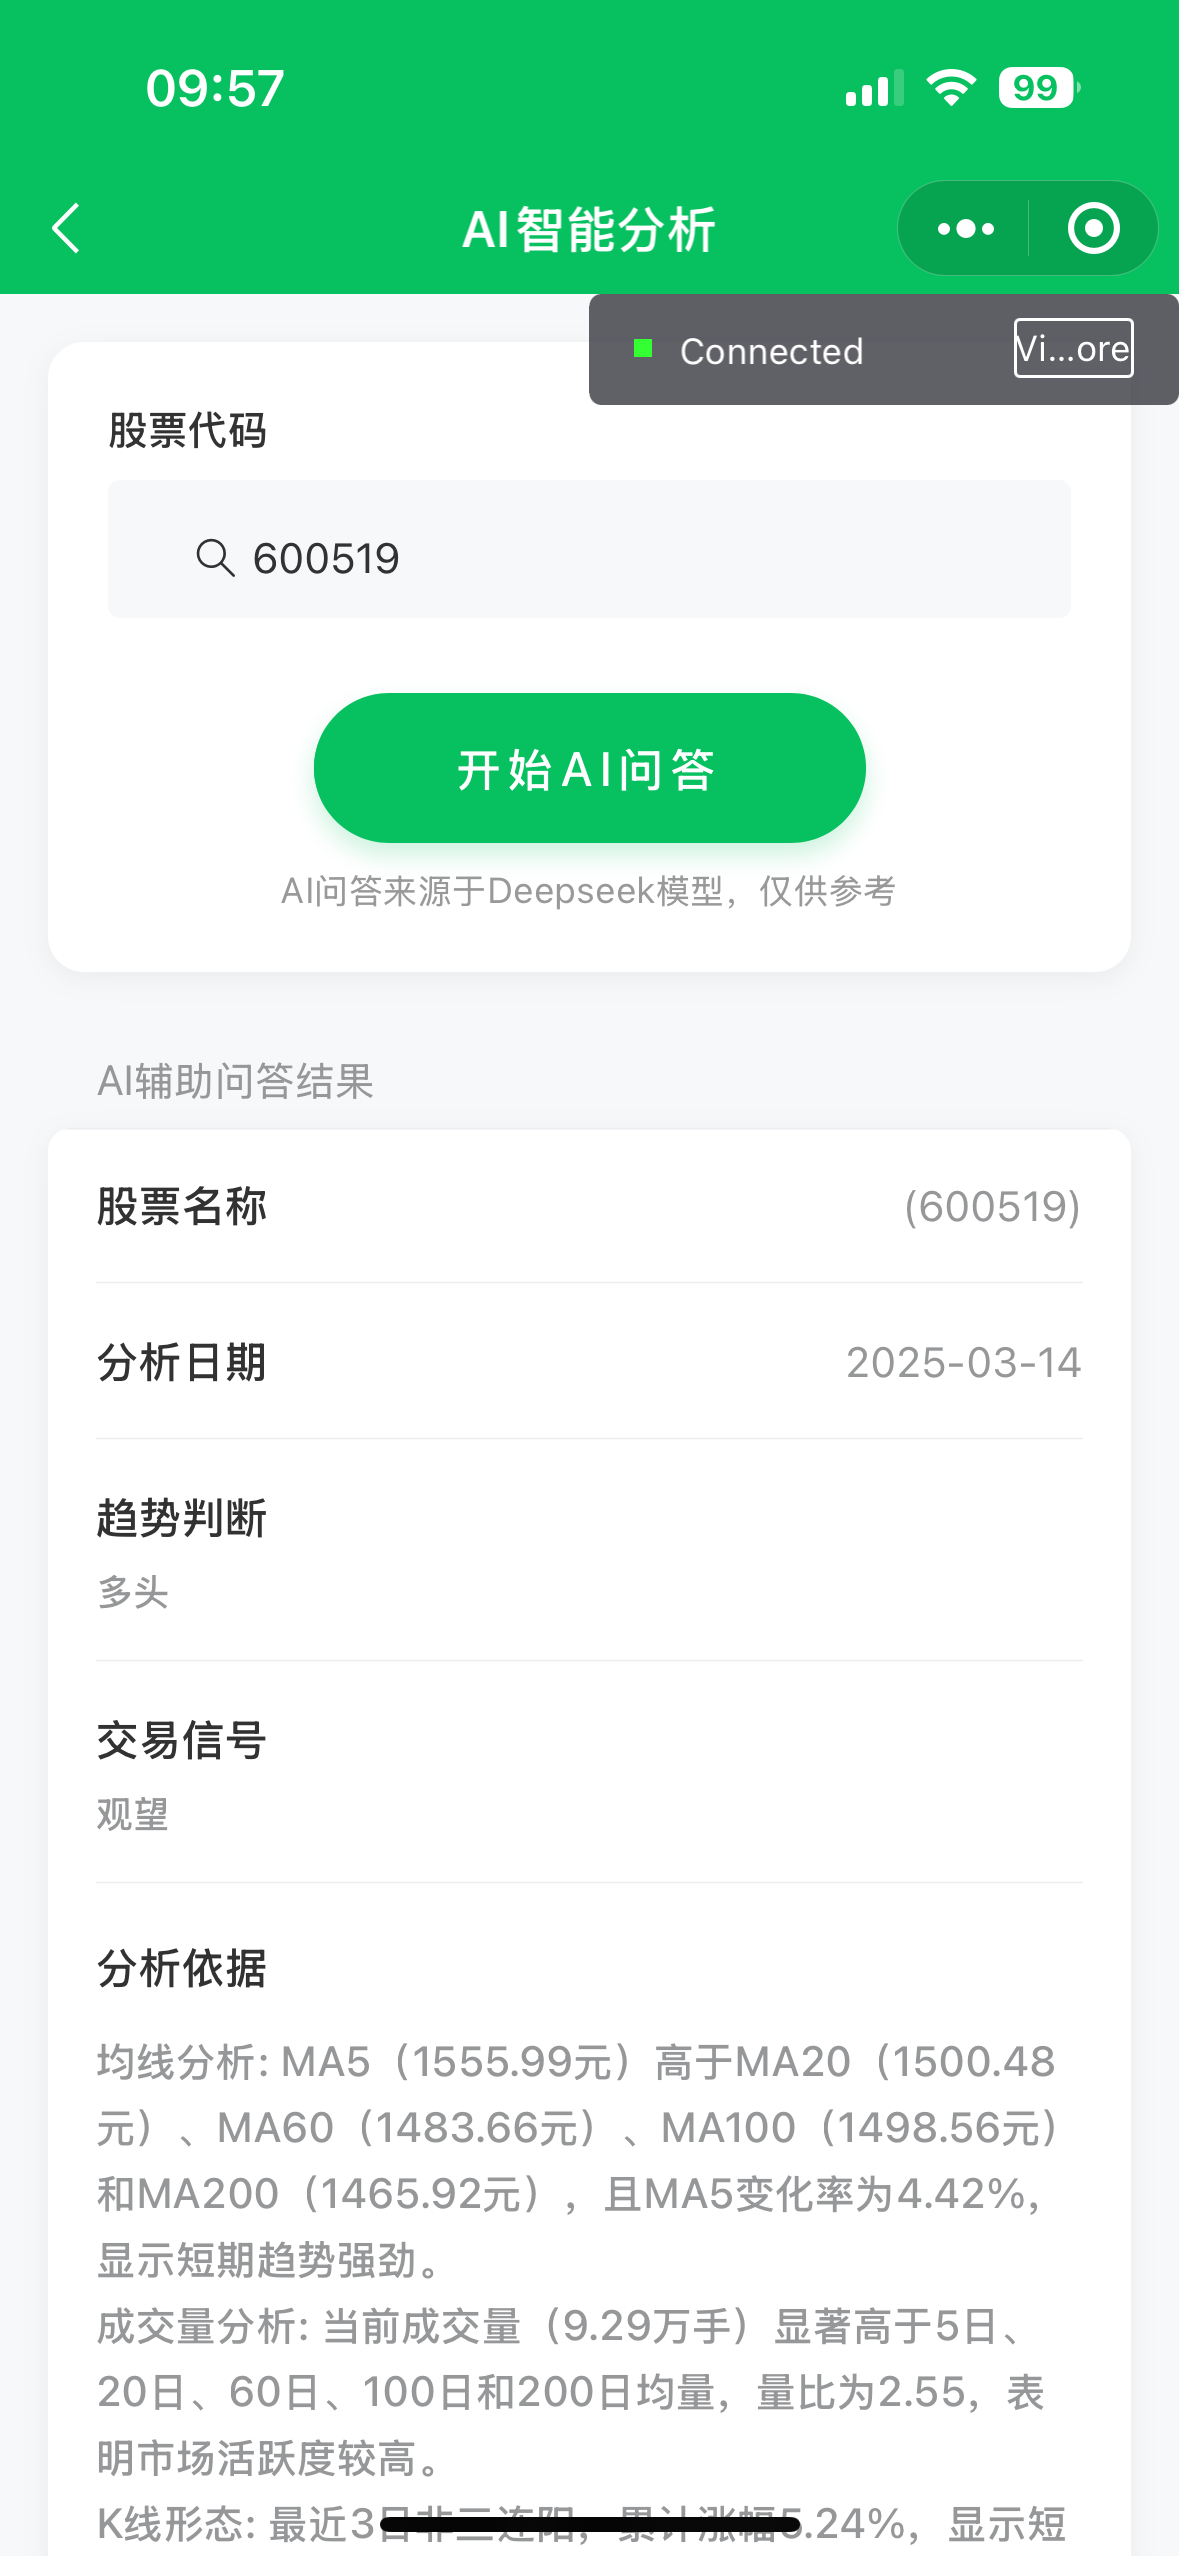 09:57
99
AI智能分析
Connected
Vi...ore
股票代码
600519
开始AI问答
AI问答来源于Deepseek模型，仅供参考
AI辅助问答结果
股票名称
(600519)
分析日期
2025-03-14
趋势判断
多头
交易信号
观望
分析依据
均线分析: MA5（1555.99元）高于MA20（1500.48
元）、MA60（1483.66元）、MA100（1498.56元）
和MA200（1465.92元），且MA5变化率为4.42%，
显示短期趋势强劲。
成交量分析: 当前成交量（9.29万手）显著高于5日、
20日、60日、100日和200日均量，量比为2.55，表
明市场活跃度较高。
K线形态: 最近3日非三连阳，累计涨幅5.24%，显示短